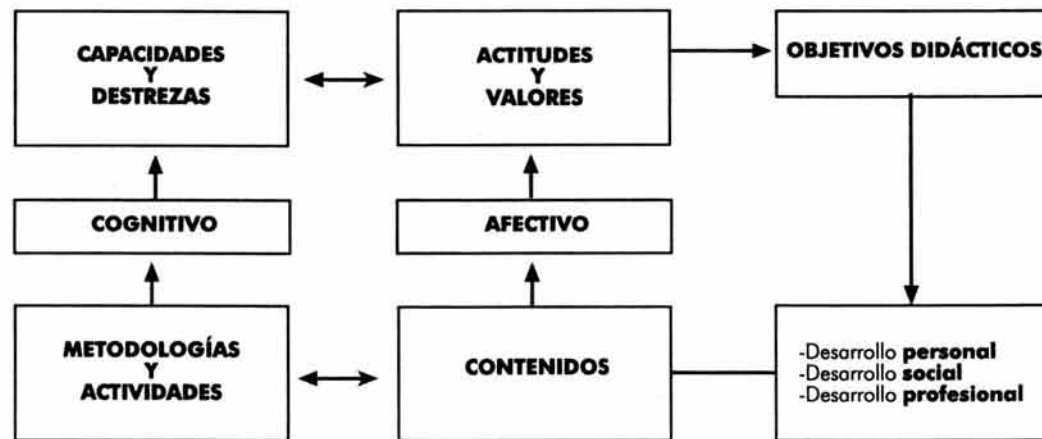 CAPACIDADES
Y
DESTREZAS
ACTITUDES
Y
VALORES
OBJETIVOS DIDÁCTICOS
COGNITIVO
AFECTIVO
METODOLOGÍAS
Y
ACTIVIDADES
CONTENIDOS
-Desarrollo personal
-Desarrollo social
-Desarrollo profesional